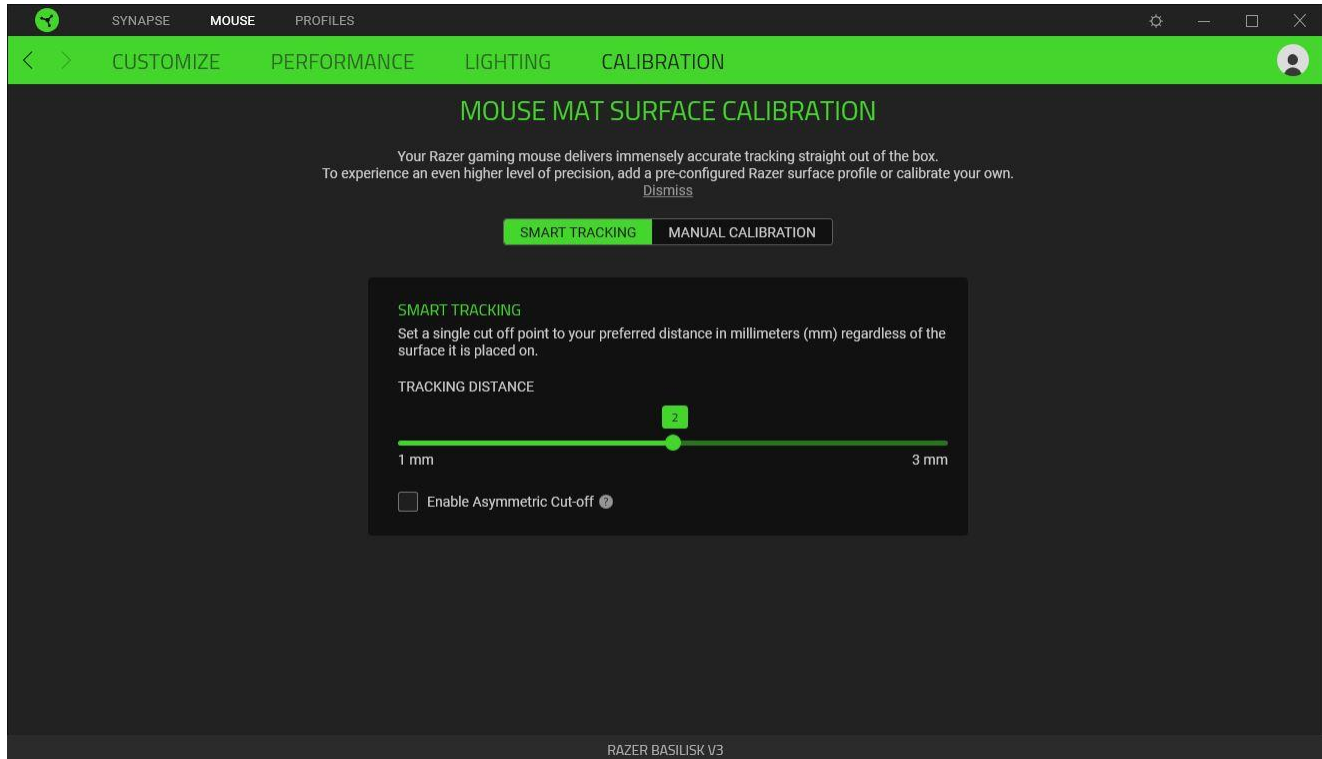 SYNAPSE MOUSE PROFILES
CUSTOMIZE PERFORMANCE LIGHTING CALIBRATION
MOUSE MAT SURFACE CALIBRATION
Your Razer gaming mouse delivers immensely accurate tracking straight out of the box.
To experience an even higher level of precision, add a pre-configured Razer surface profile or calibrate your own.
Dismiss
SMART TRACKING MANUAL CALIBRATION
SMART TRACKING
Set a single cut off point to your preferred distance in millimeters (mm) regardless of the
surface it is placed on.
TRACKING DISTANCE
2
1 mm 3 mm
Enable Asymmetric Cut-off ?
RAZER BASILISK V3